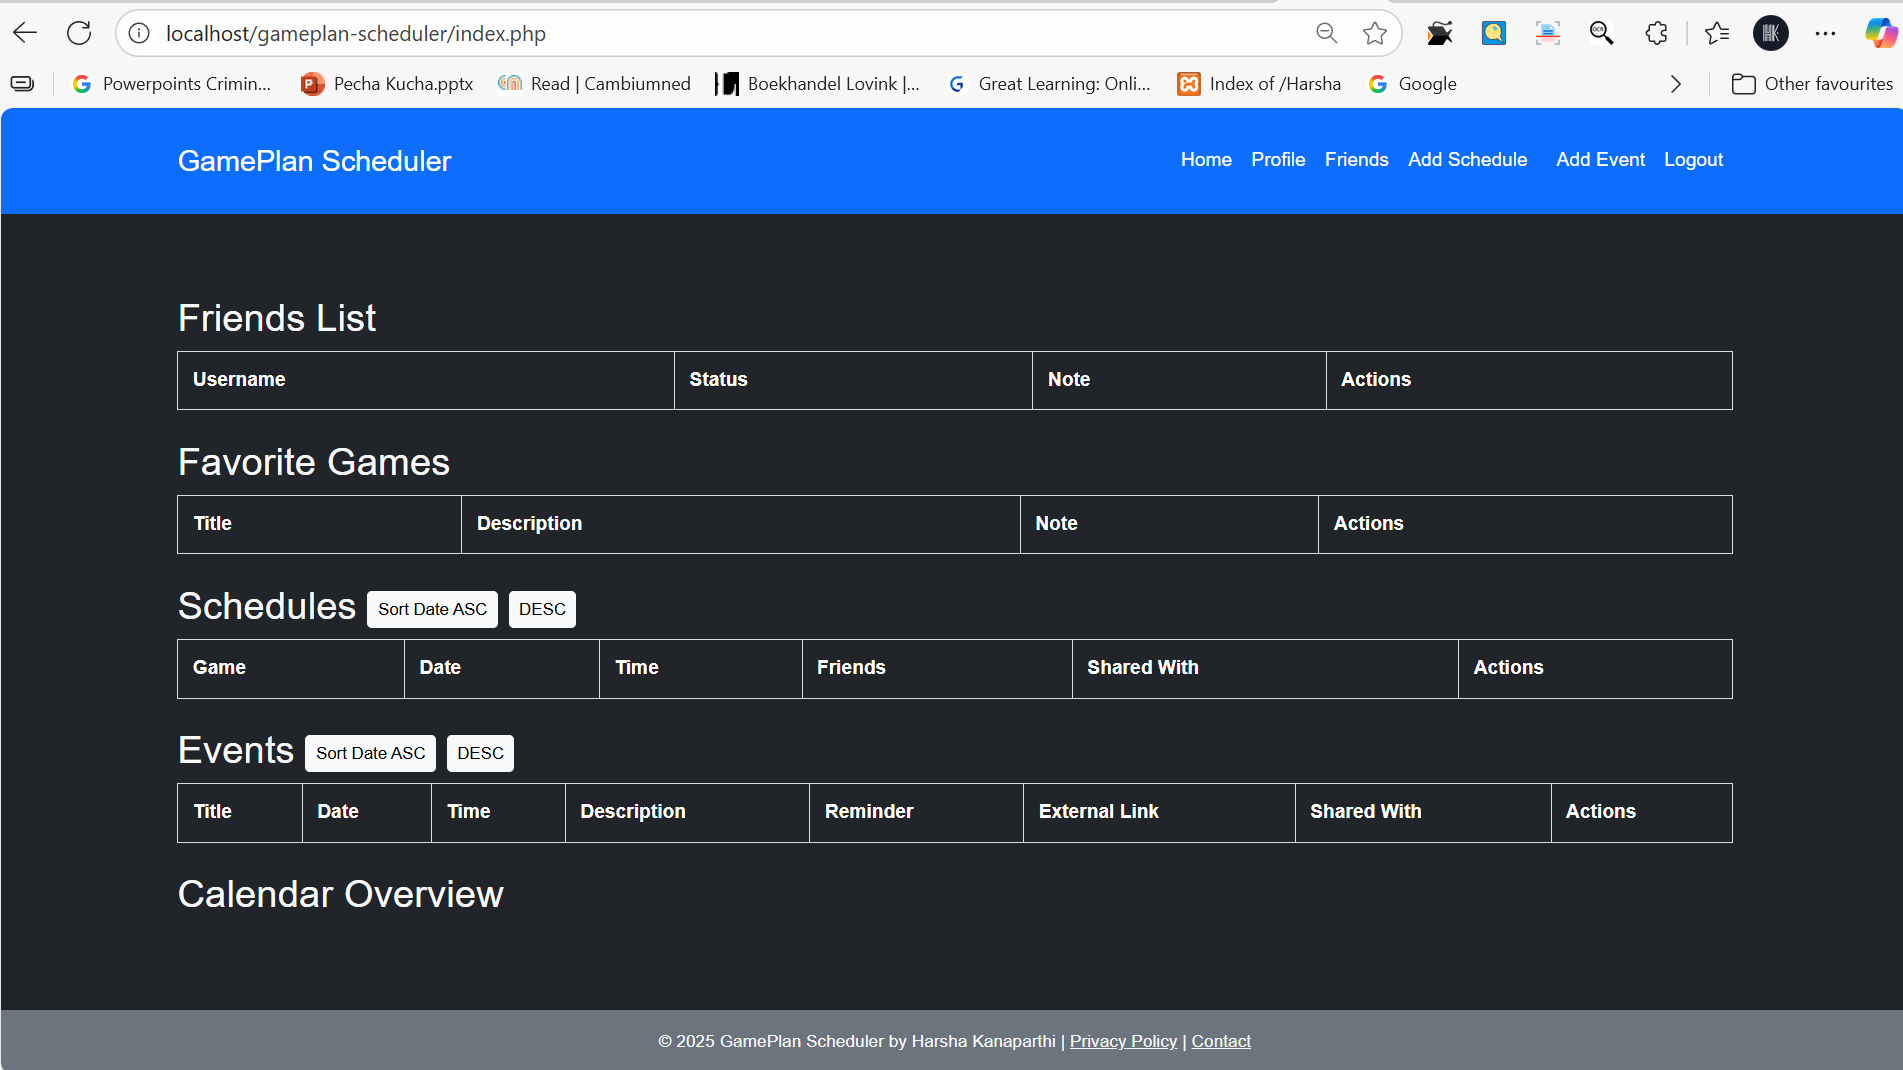 localhost/gameplan-scheduler/index.php
OCR
Powerpoints Crimin... Pecha Kucha.pptx Read | Cambiumned Boekhandel Lovink |... Great Learning: Onli... Index of /Harsha Google Other favourites
GamePlan Scheduler Home Profile Friends Add Schedule Add Event Logout
Friends List
Username Status Note Actions
Favorite Games
Title Description Note Actions
Schedules Sort Date ASC DESC
Game Date Time Friends Shared With Actions
Events Sort Date ASC DESC
Title Date Time Description Reminder External Link Shared With Actions
Calendar Overview
© 2025 GamePlan Scheduler by Harsha Kanaparthi | Privacy Policy | Contact